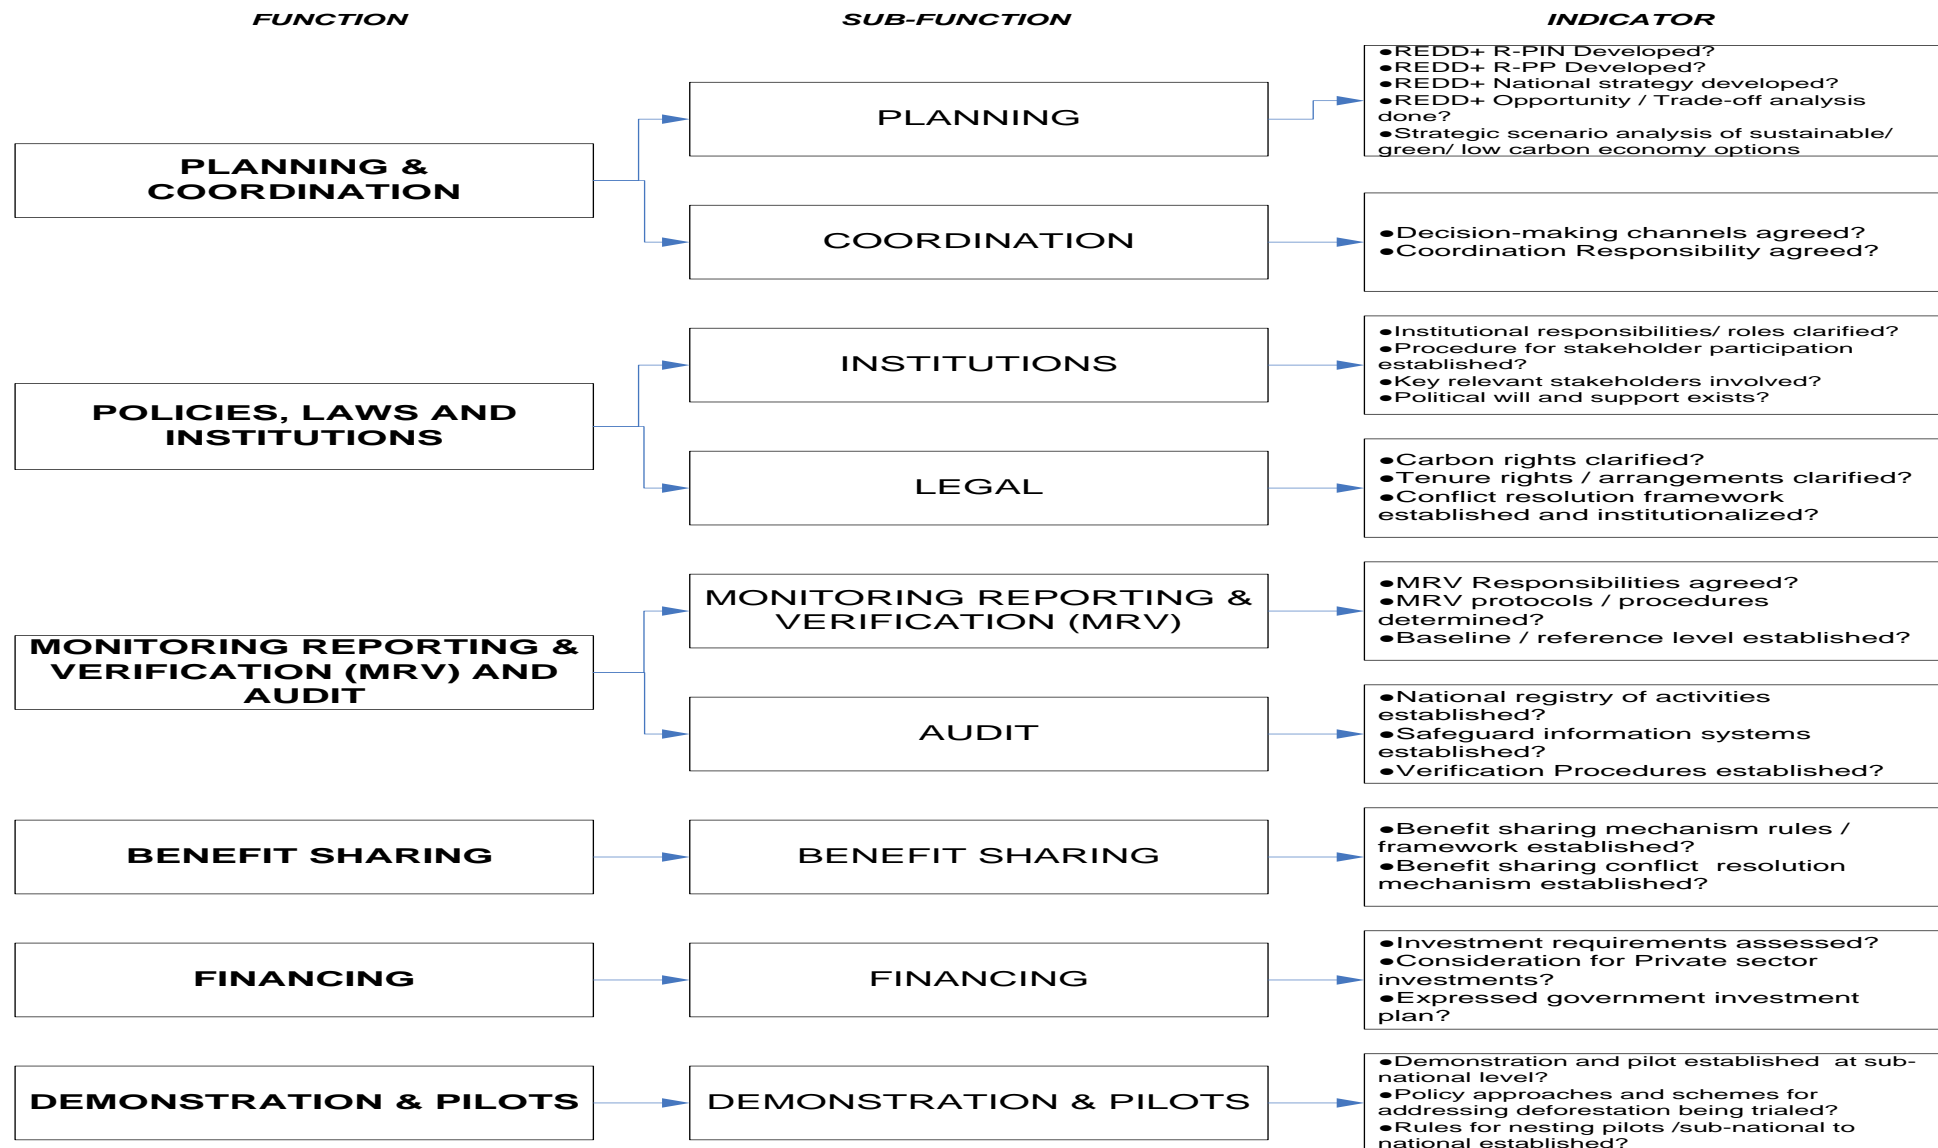 FUNCTION
SUB-FUNCTION
INDICATOR
PLANNING &
COORDINATION
PLANNING
●REDD+ R-PIN Developed?
●REDD+ R-PP Developed?
●REDD+ National strategy developed?
●REDD+ Opportunity / Trade-off analysis
done?
●Strategic scenario analysis of sustainable/
green/ low carbon economy options
COORDINATION
●Decision-making channels agreed?
●Coordination Responsibility agreed?
POLICIES, LAWS AND
INSTITUTIONS
INSTITUTIONS
●Institutional responsibilities/ roles clarified?
●Procedure for stakeholder participation
established?
●Key relevant stakeholders involved?
●Political will and support exists?
LEGAL
●Carbon rights clarified?
●Tenure rights / arrangements clarified?
●Conflict resolution framework
established and institutionalized?
MONITORING REPORTING &
VERIFICATION (MRV) AND
AUDIT
MONITORING REPORTING &
VERIFICATION (MRV)
●MRV Responsibilities agreed?
●MRV protocols / procedures
determined?
●Baseline / reference level established?
AUDIT
●National registry of activities
established?
●Safeguard information systems
established?
●Verification Procedures established?
BENEFIT SHARING
BENEFIT SHARING
●Benefit sharing mechanism rules /
framework established?
●Benefit sharing conflict  resolution
mechanism established?
FINANCING
FINANCING
●Investment requirements assessed?
●Consideration for Private sector
investments?
●Expressed government investment
plan?
DEMONSTRATION & PILOTS
DEMONSTRATION & PILOTS
●Demonstration and pilot established  at sub-
national level?
●Policy approaches and schemes for
addressing deforestation being trialed?
●Rules for nesting pilots /sub-national to
national established?